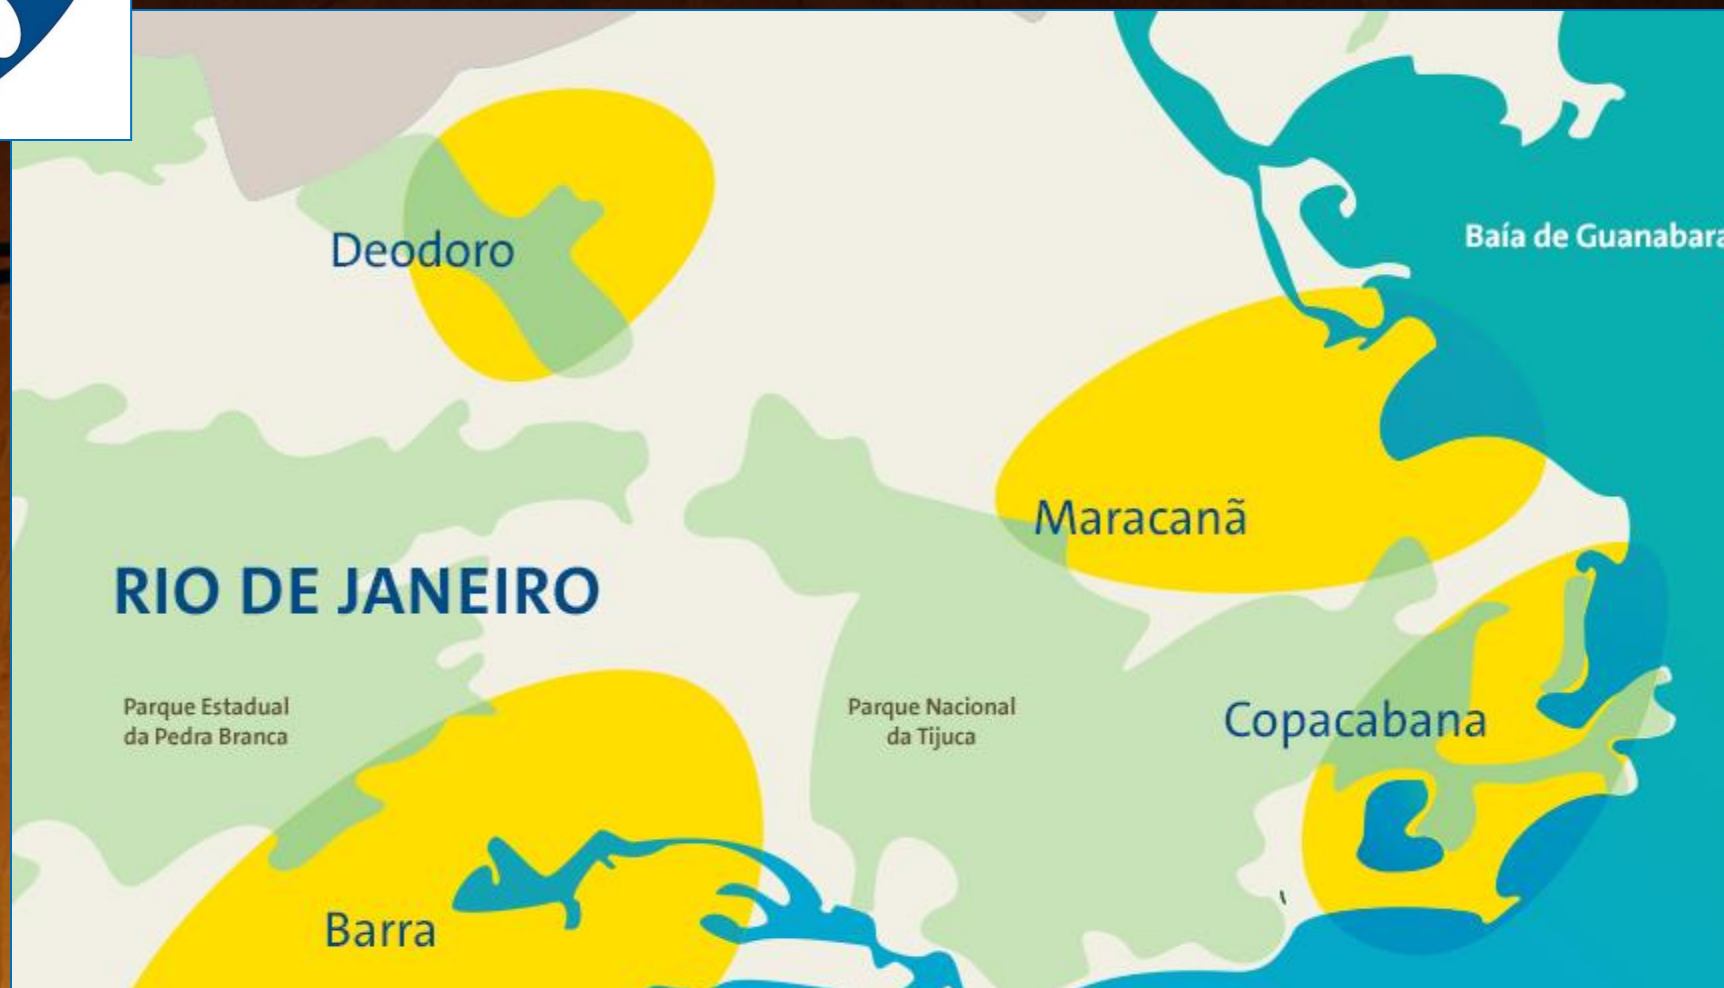 Baía de Guanabara
Deodoro
Maracanã
RIO DE JANEIRO
Parque Estadual
da Pedra Branca
Parque Nacional
da Tijuca
Copacabana
Barra